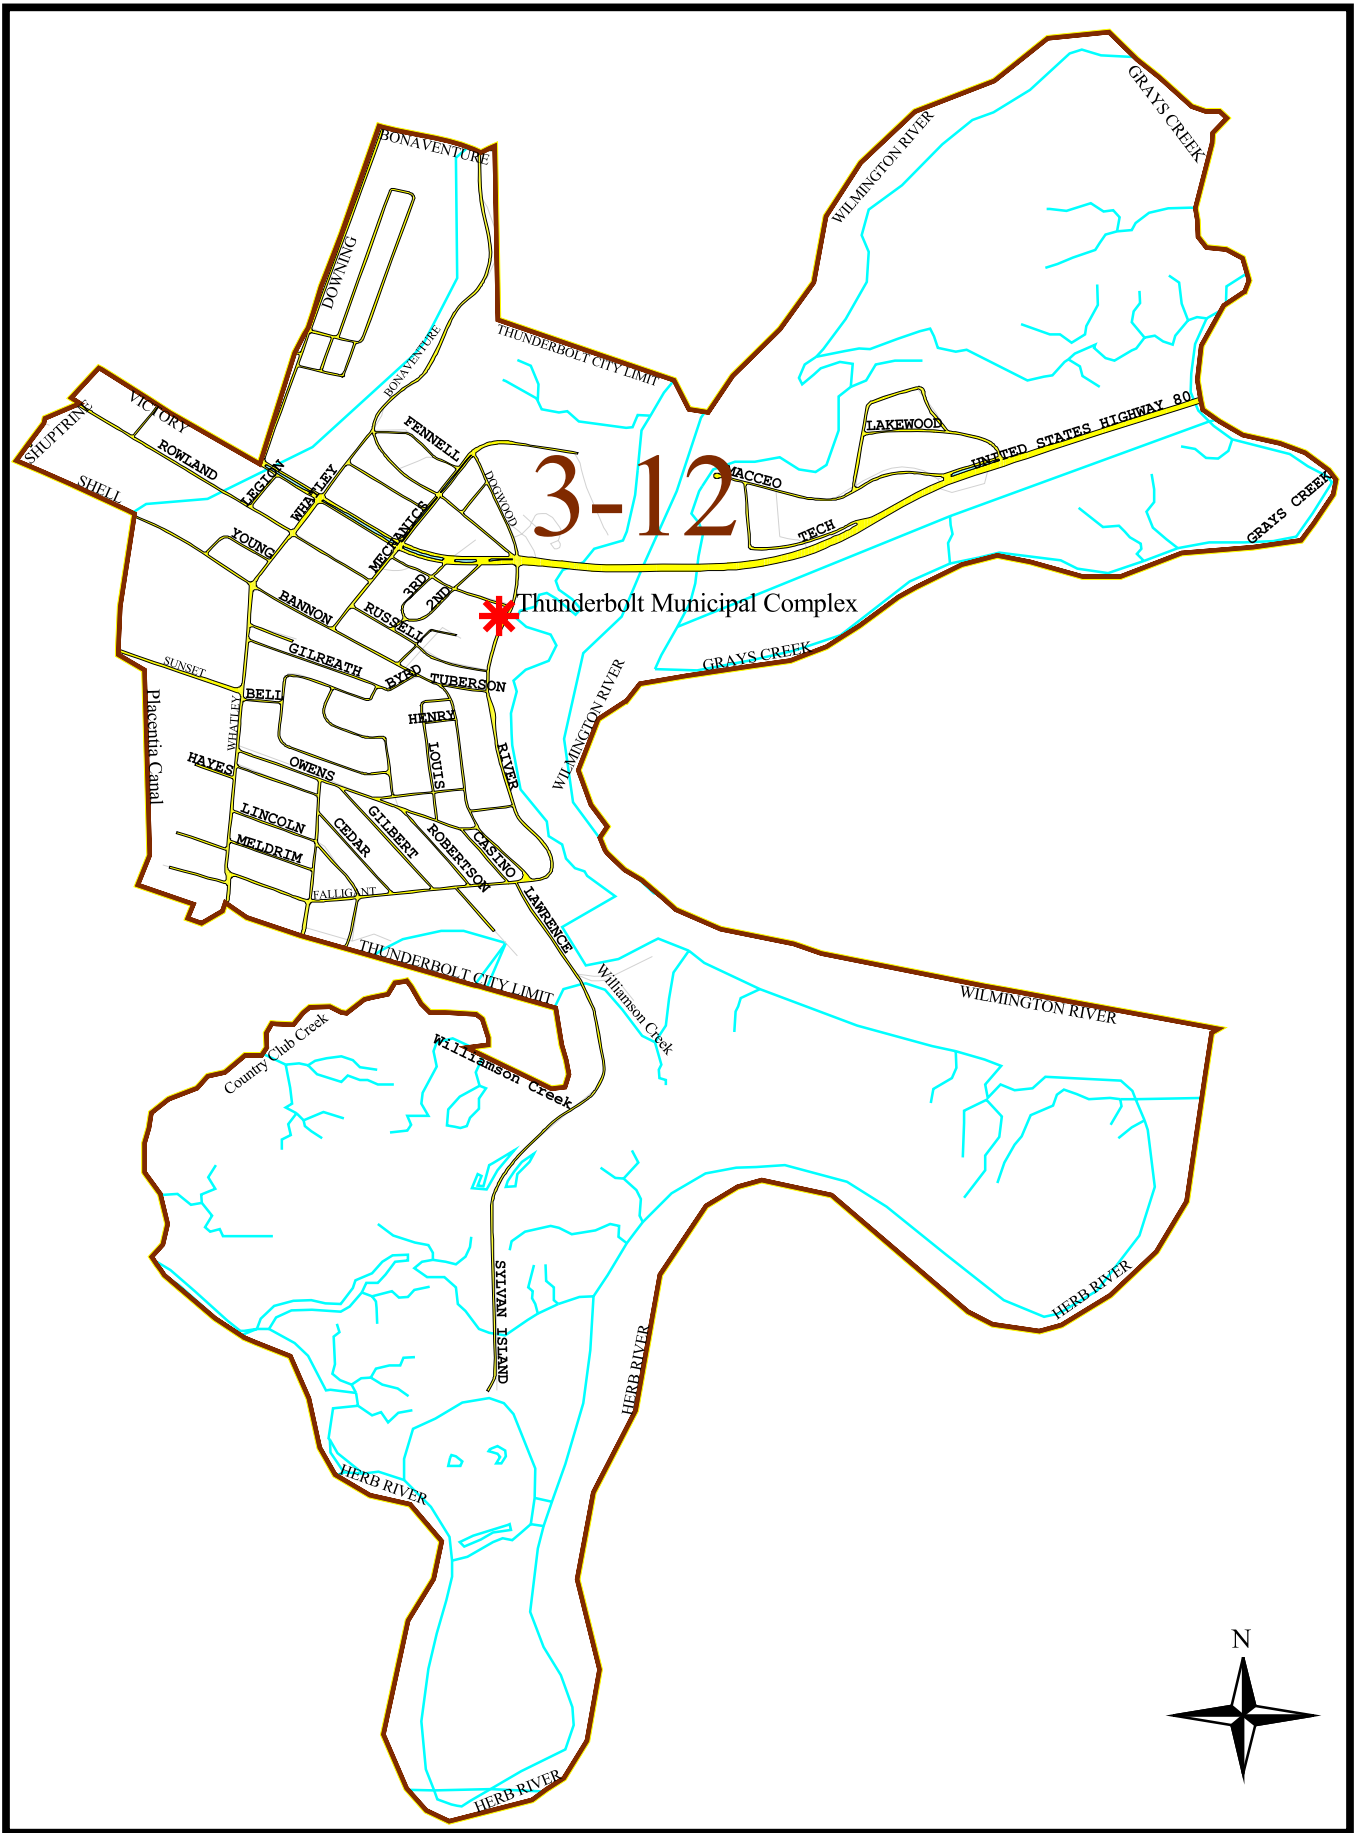 GRAYS CREEK
WILMINGTON RIVER
BONAVENTURE
DOWNING
BONAVENTURE
THUNDERBOLT CITY LIMIT
VICTORY
SHUPTRINE
ROWLAND
SHELL
LEGION
WHATLEY
FENNELL
DOGWOOD
MECHANICS
3-12
LAKEWOOD
UNITED STATES HIGHWAY 80
MACCEO
TECH
GRAYS CREEK
YOUNG
3RD
2ND
Thunderbolt Municipal Complex
BANNON
RUSSELL
GRAYS CREEK
SUNSET
GILREATH
BYRD
TUBERSON
BELL
Placentia Canal
WHATLEY
HENRY
LOUIS
RIVER
WILMINGTON RIVER
HAYES
OWENS
LINCOLN
MELDRIM
CEDAR
GILBERT
ROBERTSON
CASINO
FALLIGANT
LAWRENCE
THUNDERBOLT CITY LIMIT
Williamson Creek
WILMINGTON RIVER
Country Club Creek
Williamson Creek
SYLVAN ISLAND
HERB RIVER
HERB RIVER
HERB RIVER
N
HERB RIVER